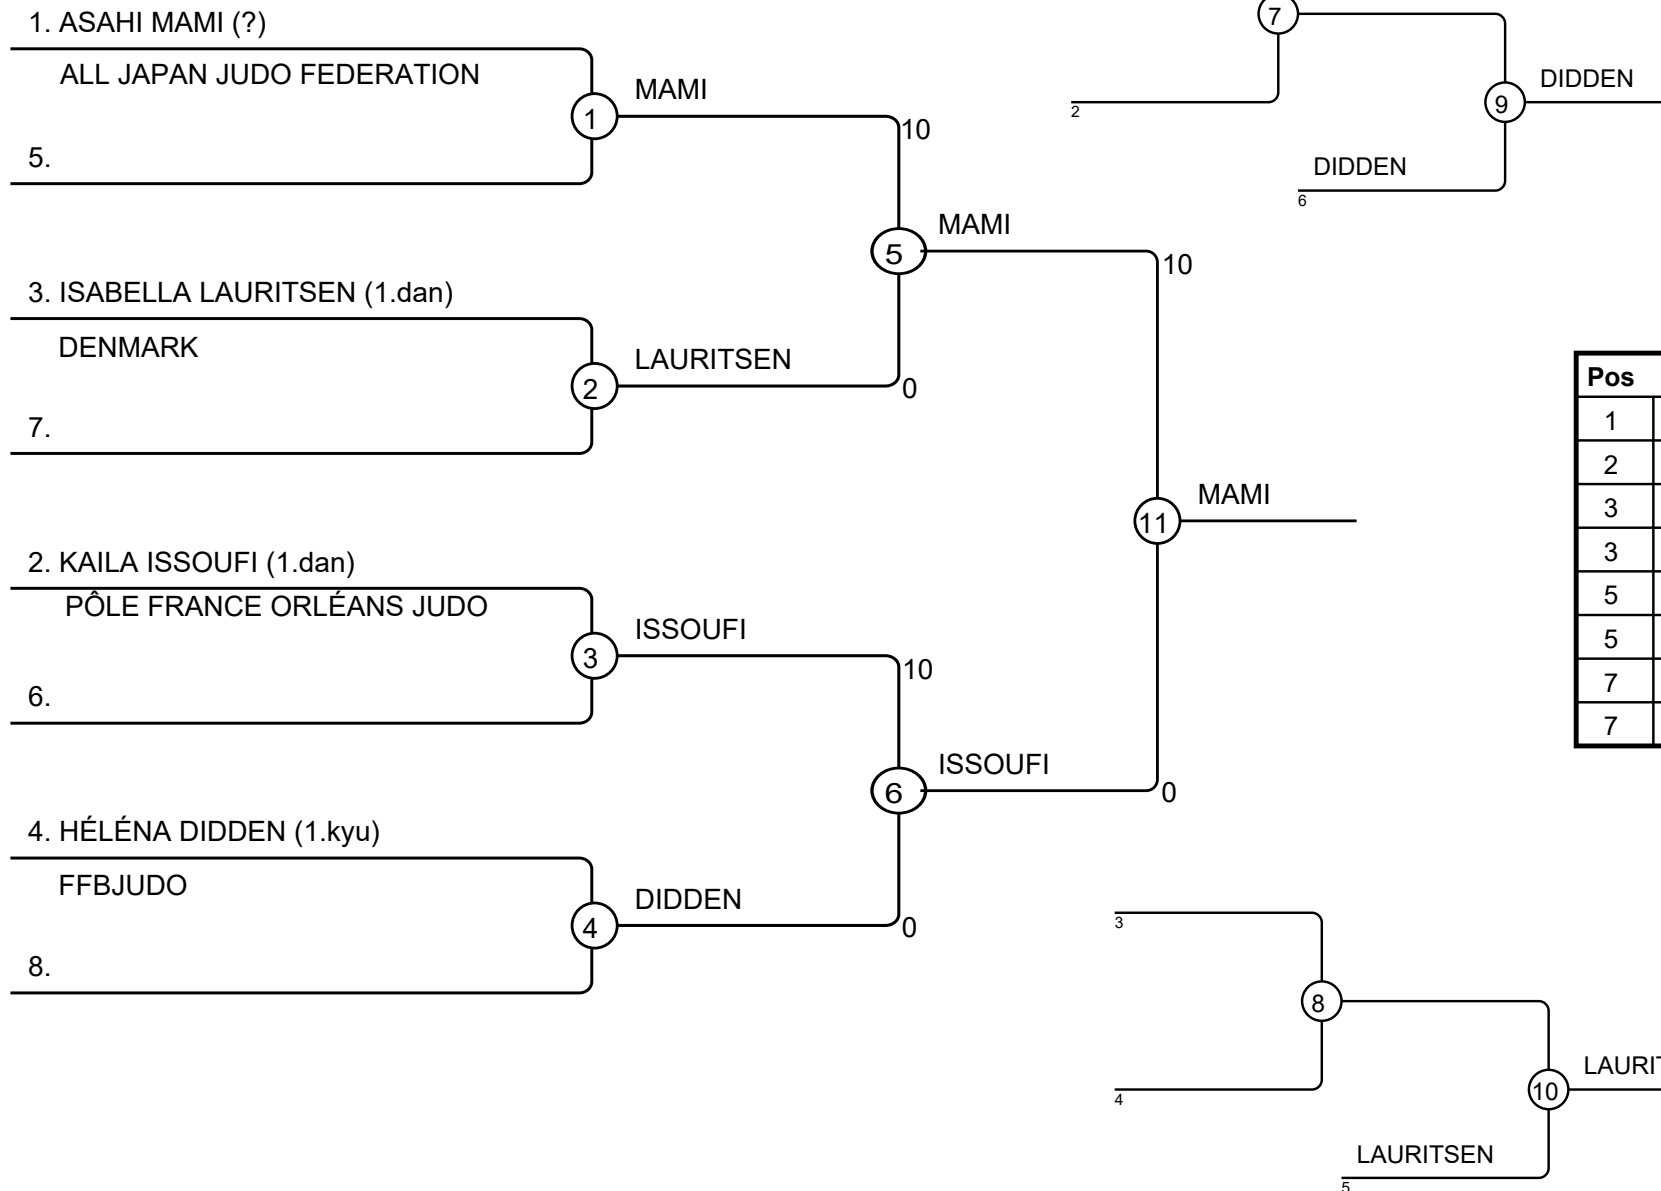 1. ASAHI MAMI (?)
ALL JAPAN JUDO FEDERATION
5.
1
MAMI
10
3. ISABELLA LAURITSEN (1.dan)
DENMARK
7.
2
LAURITSEN
0
5
MAMI
10
2. KAILA ISSOUFI (1.dan)
PÔLE FRANCE ORLÉANS JUDO
6.
3
ISSOUFI
10
4. HÉLÉNA DIDDEN (1.kyu)
FFBJUDO
8.
4
DIDDEN
0
6
ISSOUFI
0
11
MAMI
7
2
9
DIDDEN
DIDDEN
6
Pos
1
2
3
3
5
5
7
7
3
8
4
10
LAURIT
LAURITSEN
5